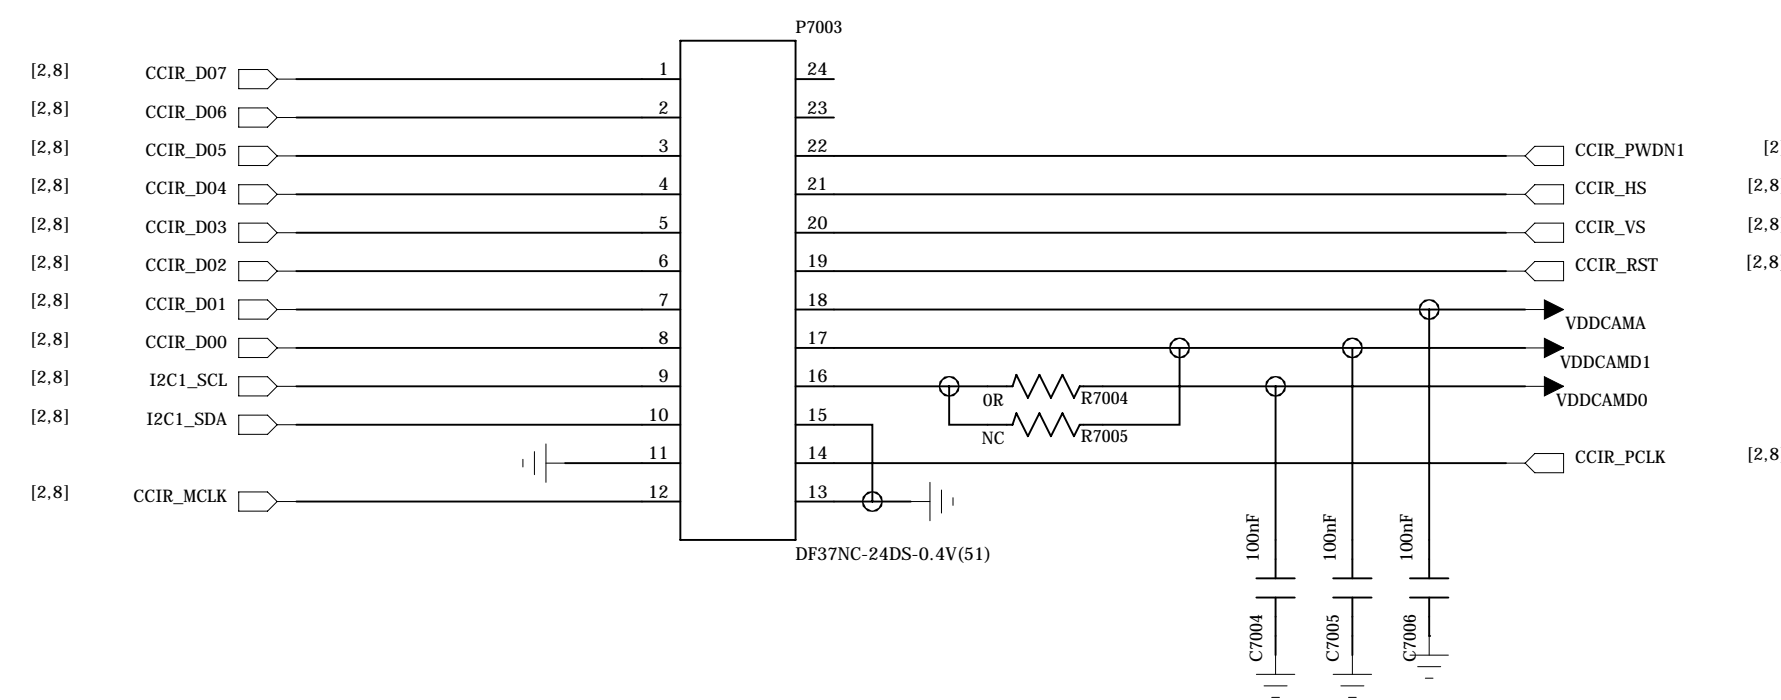 P7003
[2,8] CCIR_D07 1 24
[2,8] CCIR_D06 2 23
[2,8] CCIR_D05 3 22 CCIR_PWDN1 [2
[2,8] CCIR_D04 4 21 CCIR_HS [2,8
[2,8] CCIR_D03 5 20 CCIR_VS [2,8
[2,8] CCIR_D02 6 19 CCIR_RST [2,8]
[2,8] CCIR_D01 7 18 VDDCAMA
[2,8] CCIR_D00 8 17 VDDCAMD1
[2,8] I2C1_SCL 9 16 0R R7004 VDDCAMD0
[2,8] I2C1_SDA 10 15 NC R7005
11 14 CCIR_PCLK [2,8
[2,8] CCIR_MCLK 12 13
DF37NC-24DS-0.4V(51)
100nF 100nF 100nF
C7004 C7005 C7006